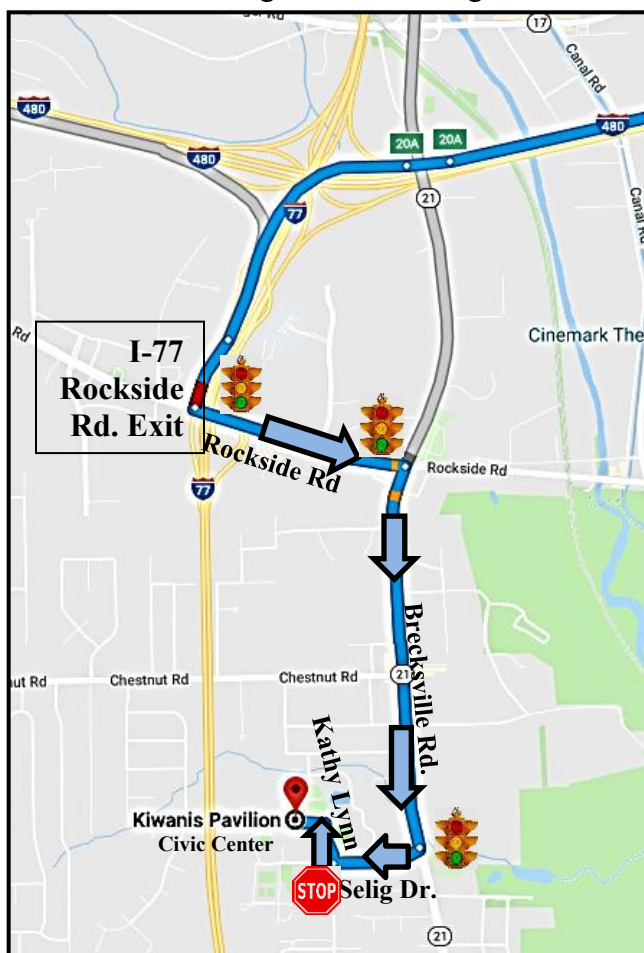 17
Canal Rd
480
20A
20A
480
480
21
77
Canal Rd
Rd
Cinemark The
I-77
Rockside
Rd. Exit
Rockside Rd
Rockside Rd
77
Brecksville Rd.
Chestnut Rd
Chestnut Rd
21
Kathy Lynn
Kiwanis Pavilion
Civic Center
STOP
Selig Dr.
21